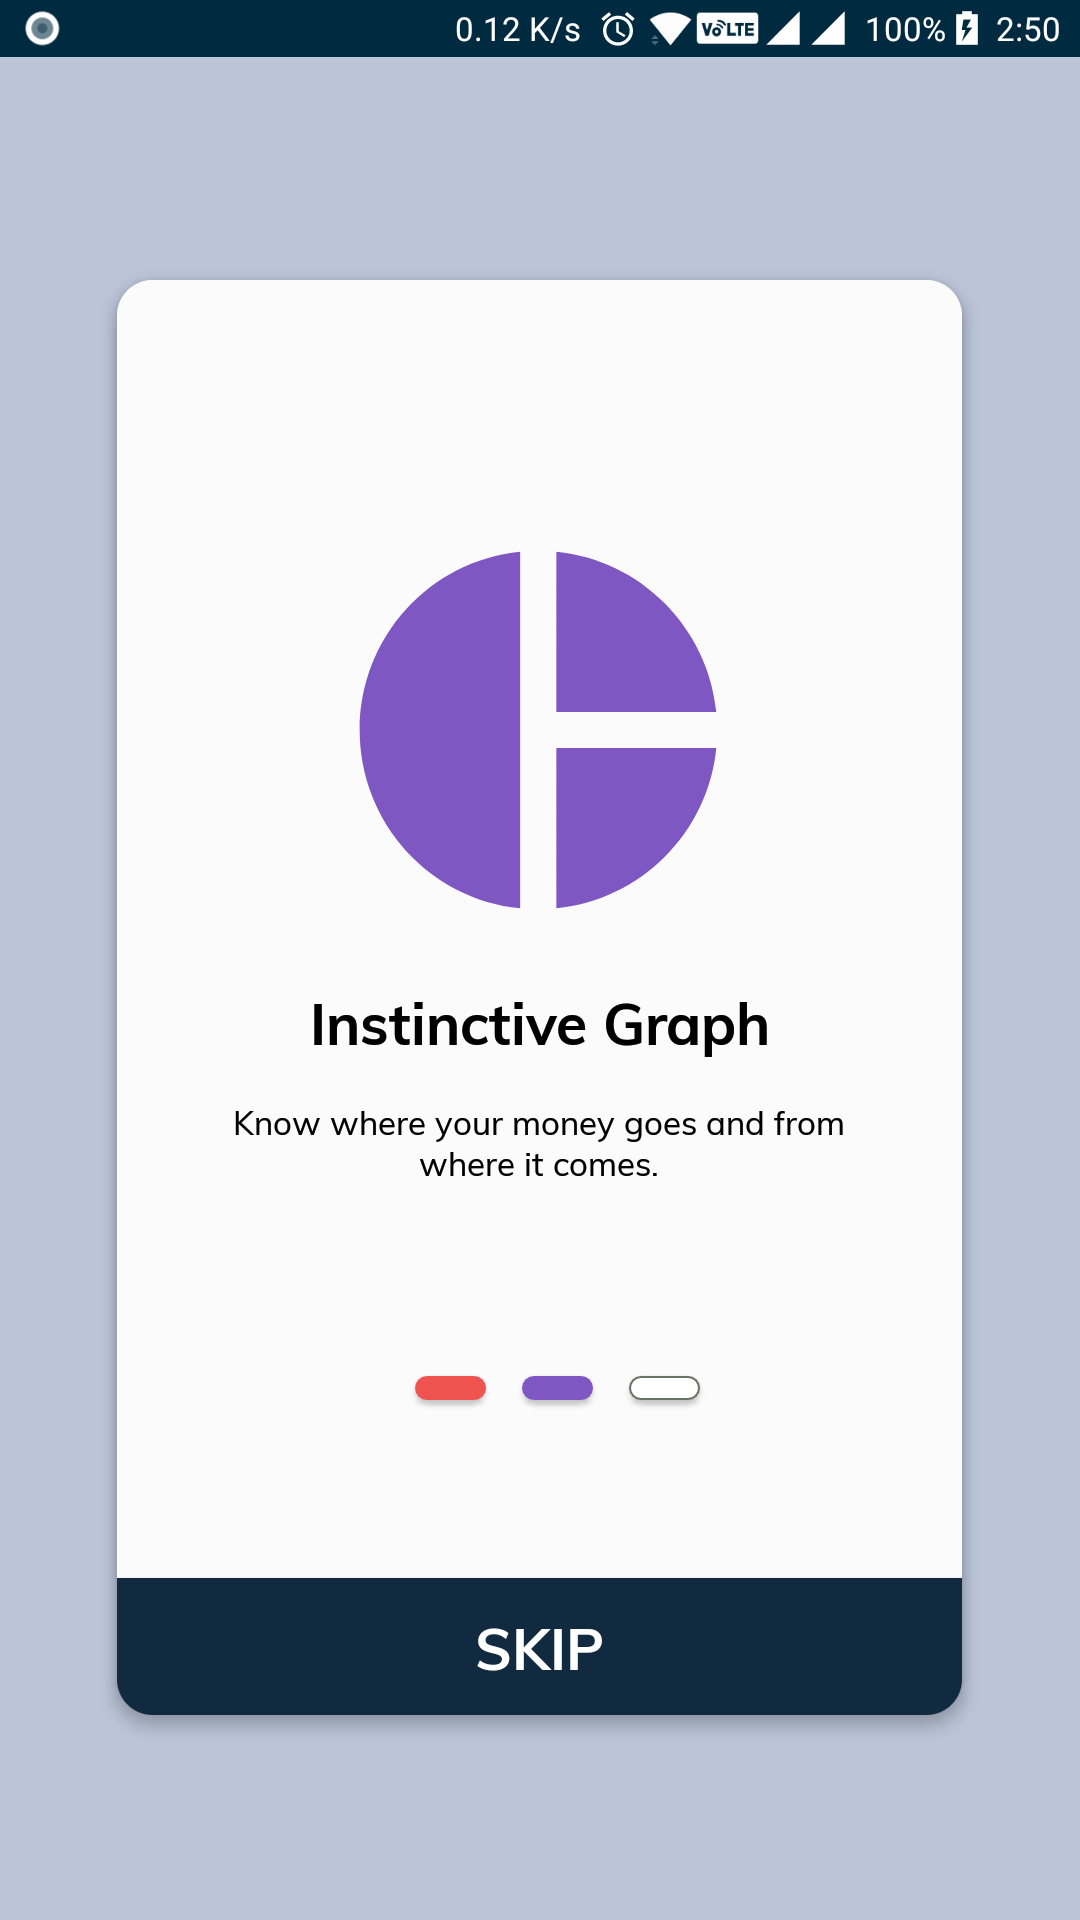 0.12 K/s VoLTE 100% 2:50
Instinctive Graph
Know where your money goes and from
where it comes.
SKIP